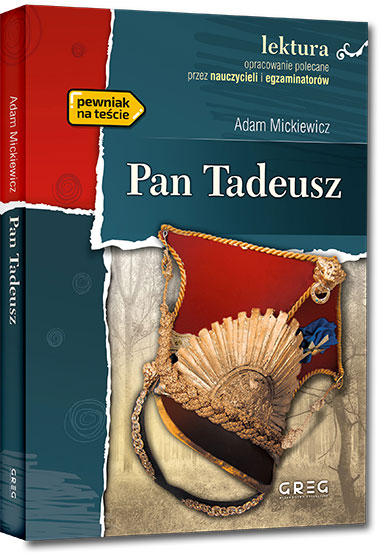 lektura
opracowanie polecane
przez nauczycieli i egzaminatorów
pewniak
na teście
Adam Mickiewicz
Pan Tadeusz
GREG
Adam Mickiewicz
Pan Tadeusz
GREG